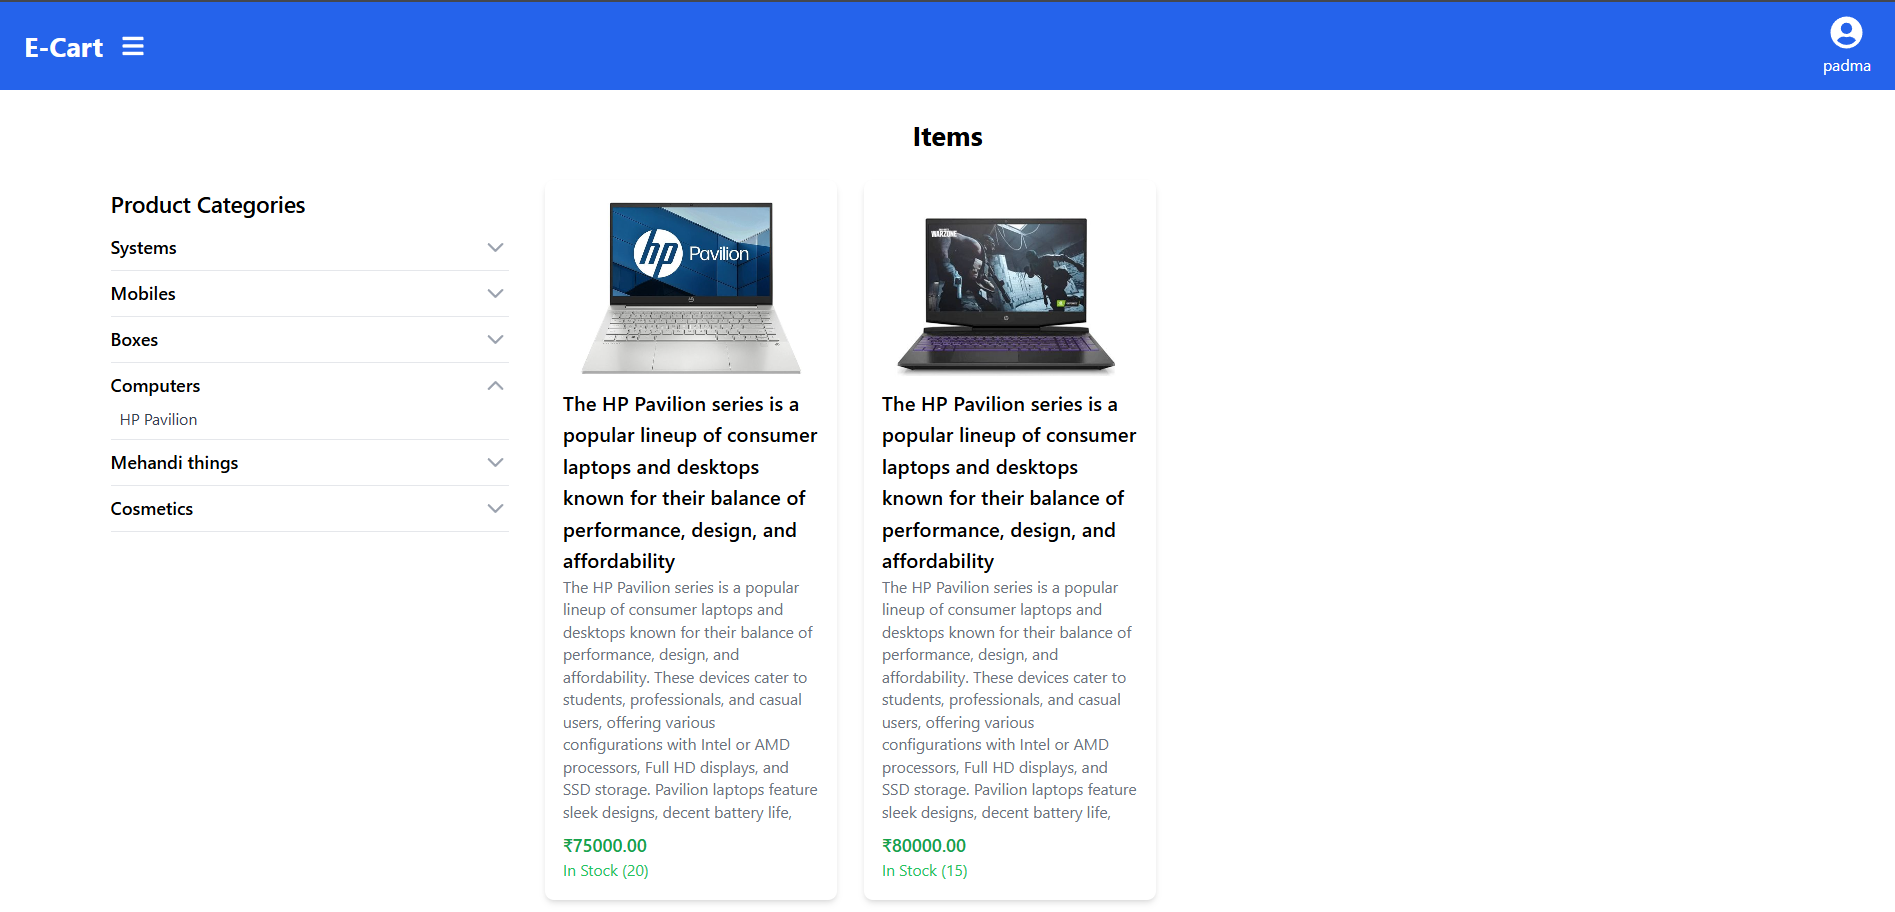 E-Cart
padma
Items
Product Categories
Systems
Mobiles
Boxes
Computers
HP Pavilion
Mehandi things
Cosmetics
hp Pavilion
The HP Pavilion series is a
popular lineup of consumer
laptops and desktops
known for their balance of
performance, design, and
affordability
The HP Pavilion series is a popular
lineup of consumer laptops and
desktops known for their balance of
performance, design, and
affordability. These devices cater to
students, professionals, and casual
users, offering various
configurations with Intel or AMD
processors, Full HD displays, and
SSD storage. Pavilion laptops feature
sleek designs, decent battery life,
₹75000.00
In Stock (20)
WARZONE
The HP Pavilion series is a
popular lineup of consumer
laptops and desktops
known for their balance of
performance, design, and
affordability
The HP Pavilion series is a popular
lineup of consumer laptops and
desktops known for their balance of
performance, design, and
affordability. These devices cater to
students, professionals, and casual
users, offering various
configurations with Intel or AMD
processors, Full HD displays, and
SSD storage. Pavilion laptops feature
sleek designs, decent battery life,
₹80000.00
In Stock (15)